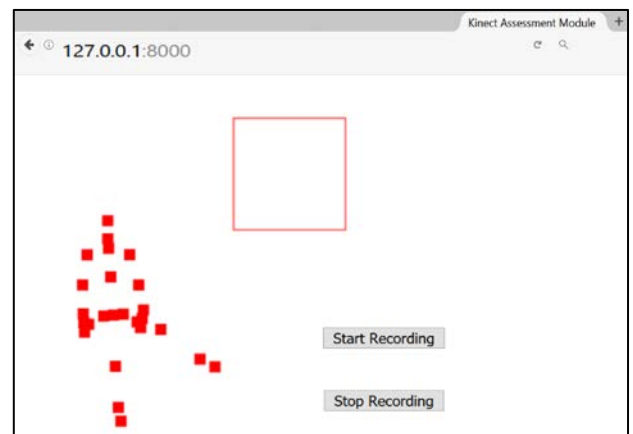 Kinect Assessment Module
127.0.0.1:8000
Start Recording
Stop Recording